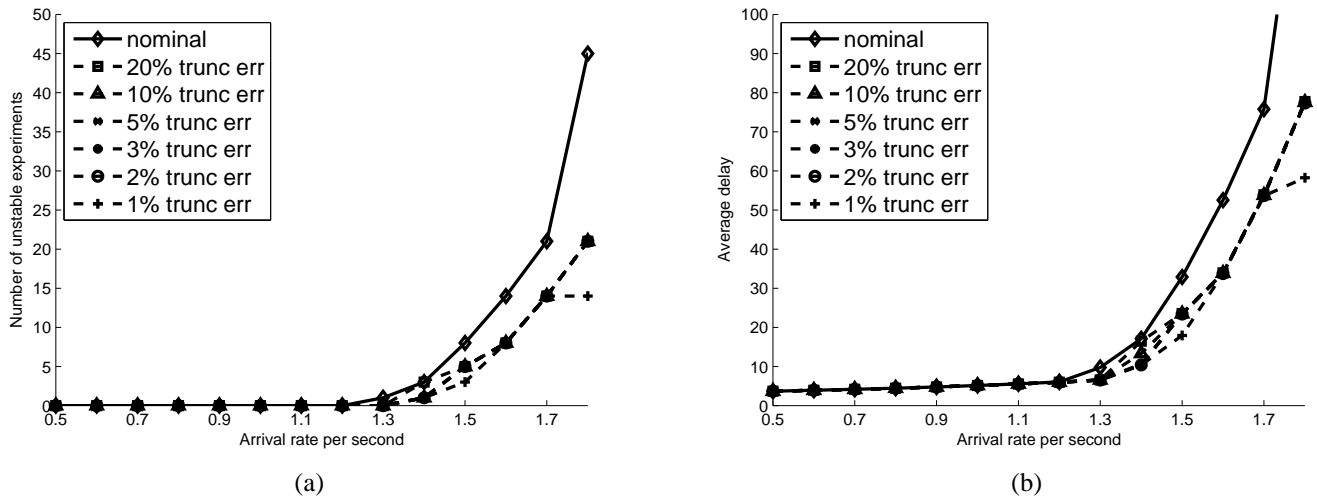 50
45
40
35
30
25
20
15
10
5
0
Number of unstable experiments
nominal
20% trunc err
10% trunc err
5% trunc err
3% trunc err
2% trunc err
1% trunc err
0.5 0.7 0.9 1.1 1.3 1.5 1.7
Arrival rate per second
(a)
100
90
80
70
60
50
40
30
20
10
0
Average delay
nominal
20% trunc err
10% trunc err
5% trunc err
3% trunc err
2% trunc err
1% trunc err
0.5 0.7 0.9 1.1 1.3 1.5 1.7
Arrival rate per second
(b)